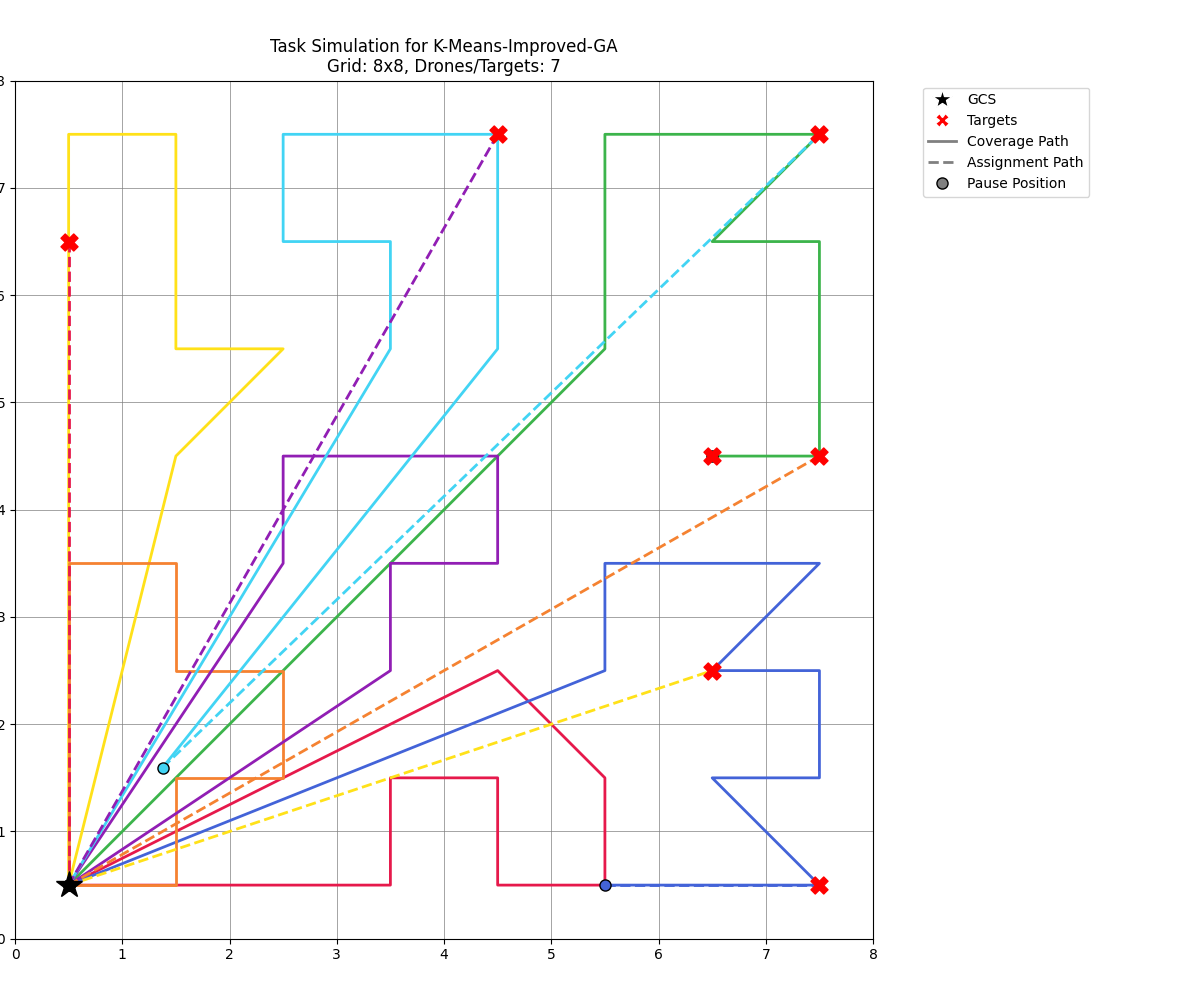 Task Simulation for K-Means-Improved-GA
Grid: 8x8, Drones/Targets: 7
GCS
Targets
Coverage Path
Assignment Path
Pause Position
8
7
6
5
4
3
2
1
0
0 1 2 3 4 5 6 7 8